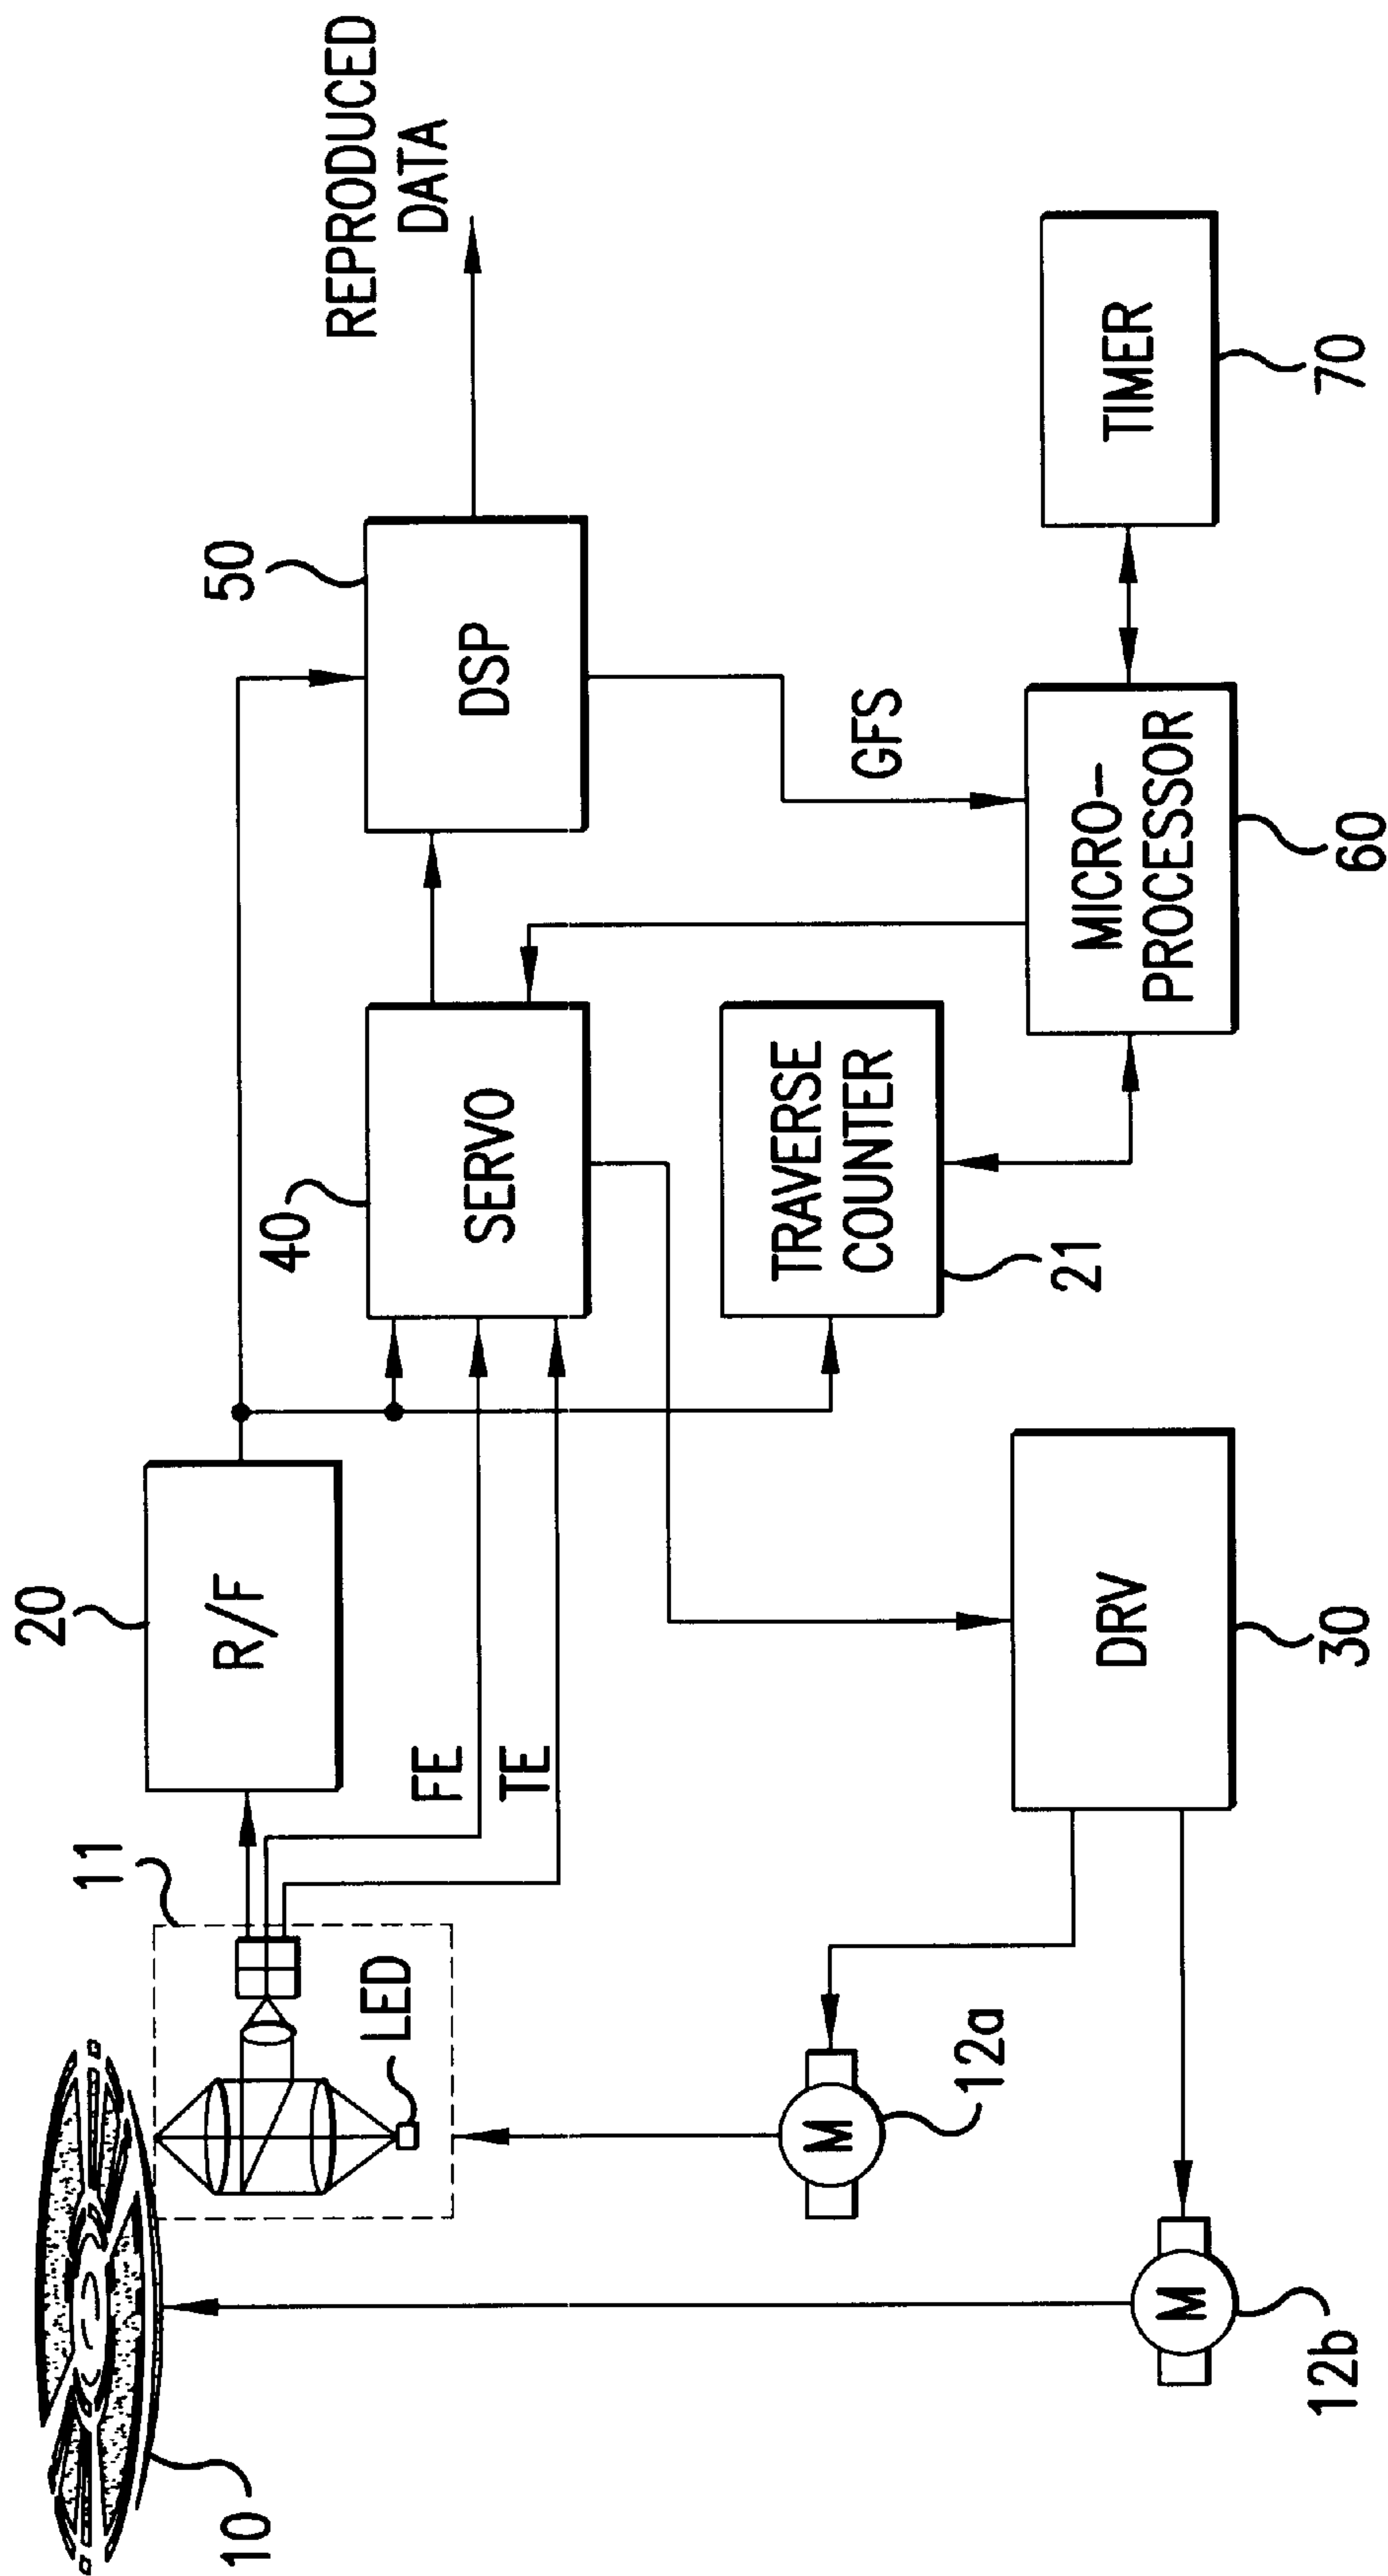 10
11
LED
20
R/F
FE
TE
40
SERVO
50
DSP
REPRODUCED
DATA
TRAVERSE
COUNTER
21
GFS
MICRO-
PROCESSOR
60
TIMER
70
DRV
30
M
12a
M
12b